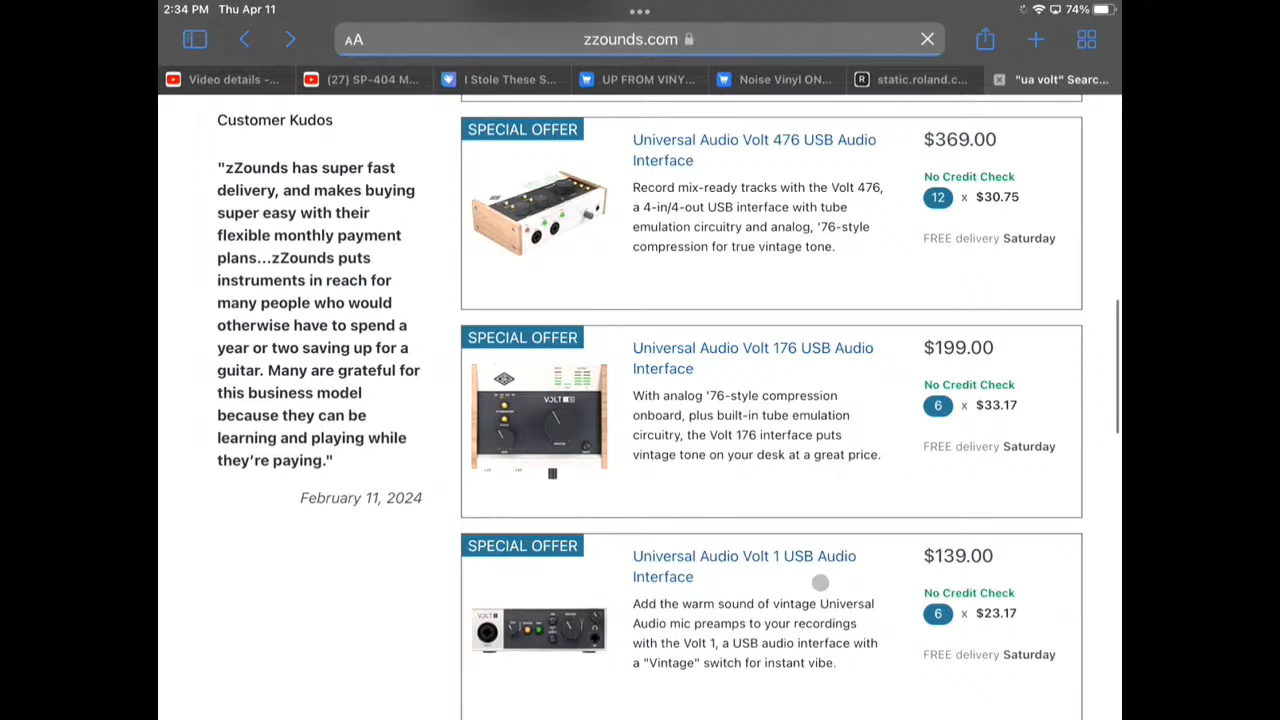 2:34 PM Thu Apr 11
74%
AA
zzounds.com
Video details -...
(27) SP-404 M...
I Stole These S...
UP FROM VINY...
Noise Vinyl ON...
R
static.roland.c...
"ua volt" Searc...
Customer Kudos
"zZounds has super fast
delivery, and makes buying
super easy with their
flexible monthly payment
plans...zZounds puts
instruments in reach for
many people who would
otherwise have to spend a
year or two saving up for a
guitar. Many are grateful for
this business model
because they can be
learning and playing while
they're paying."
February 11, 2024
SPECIAL OFFER
Universal Audio Volt 476 USB Audio
Interface
Record mix-ready tracks with the Volt 476,
a 4-in/4-out USB interface with tube
emulation circuitry and analog, '76-style
compression for true vintage tone.
$369.00
No Credit Check
12 x $30.75
FREE delivery Saturday
SPECIAL OFFER
VOLT
Universal Audio Volt 176 USB Audio
Interface
With analog '76-style compression
onboard, plus built-in tube emulation
circuitry, the Volt 176 interface puts
vintage tone on your desk at a great price.
$199.00
No Credit Check
6 x $33.17
FREE delivery Saturday
SPECIAL OFFER
VOLT
Universal Audio Volt 1 USB Audio
Interface
Add the warm sound of vintage Universal
Audio mic preamps to your recordings
with the Volt 1, a USB audio interface with
a "Vintage" switch for instant vibe.
$139.00
No Credit Check
6 x $23.17
FREE delivery Saturday